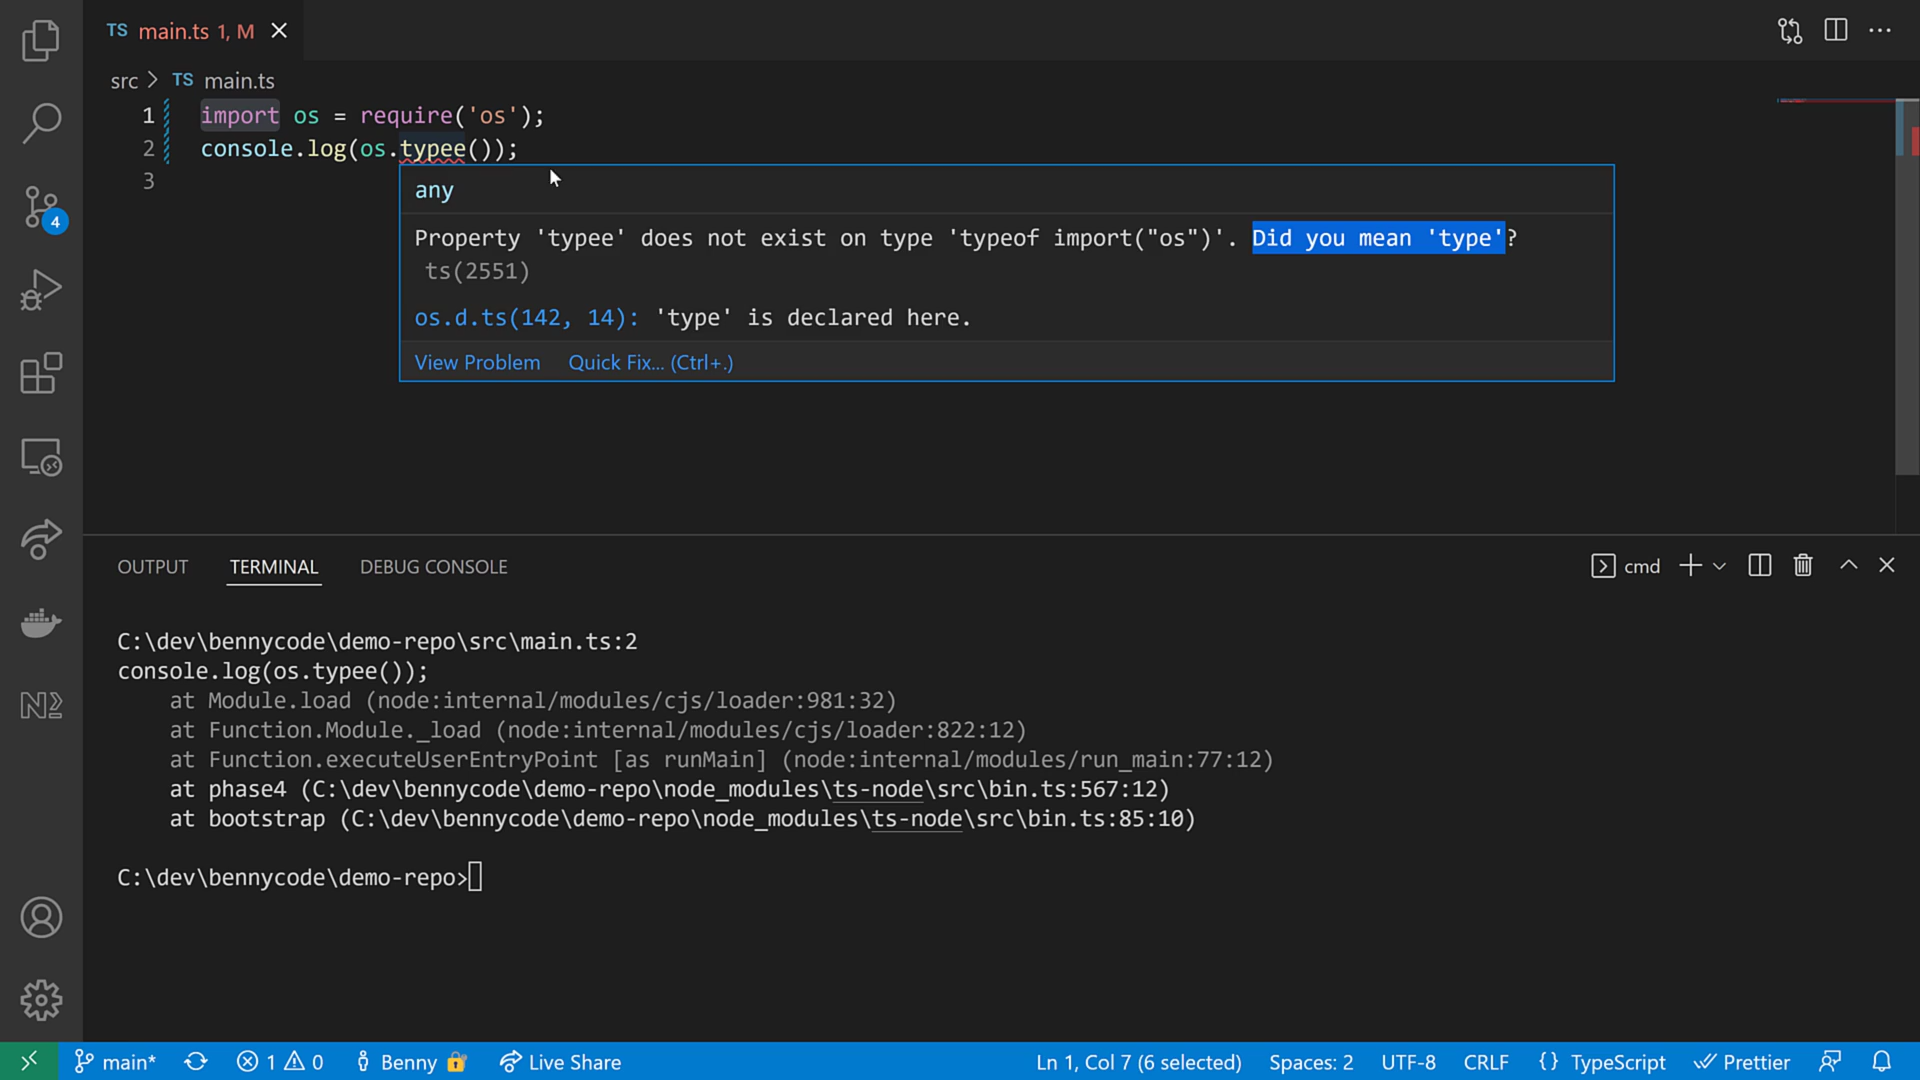 TS main.ts 1, M
src > TS main.ts
1 import os = require('os');
2 console.log(os.typee());
3
any
Property 'typee' does not exist on type 'typeof import("os")'. Did you mean 'type'?
ts(2551)
os.d.ts(142, 14): 'type' is declared here.
View Problem Quick Fix... (Ctrl+.)
4
OUTPUT TERMINAL DEBUG CONSOLE cmd
C:\dev\bennycode\demo-repo\src\main.ts:2
console.log(os.typee());
at Module.load (node:internal/modules/cjs/loader:981:32)
at Function.Module._load (node:internal/modules/cjs/loader:822:12)
at Function.executeUserEntryPoint [as runMain] (node:internal/modules/run_main:77:12)
at phase4 (C:\dev\bennycode\demo-repo\node_modules\ts-node\src\bin.ts:567:12)
at bootstrap (C:\dev\bennycode\demo-repo\node_modules\ts-node\src\bin.ts:85:10)
C:\dev\bennycode\demo-repo>
main* 1 0 Benny Live Share Ln 1, Col 7 (6 selected) Spaces: 2 UTF-8 CRLF {} TypeScript Prettier